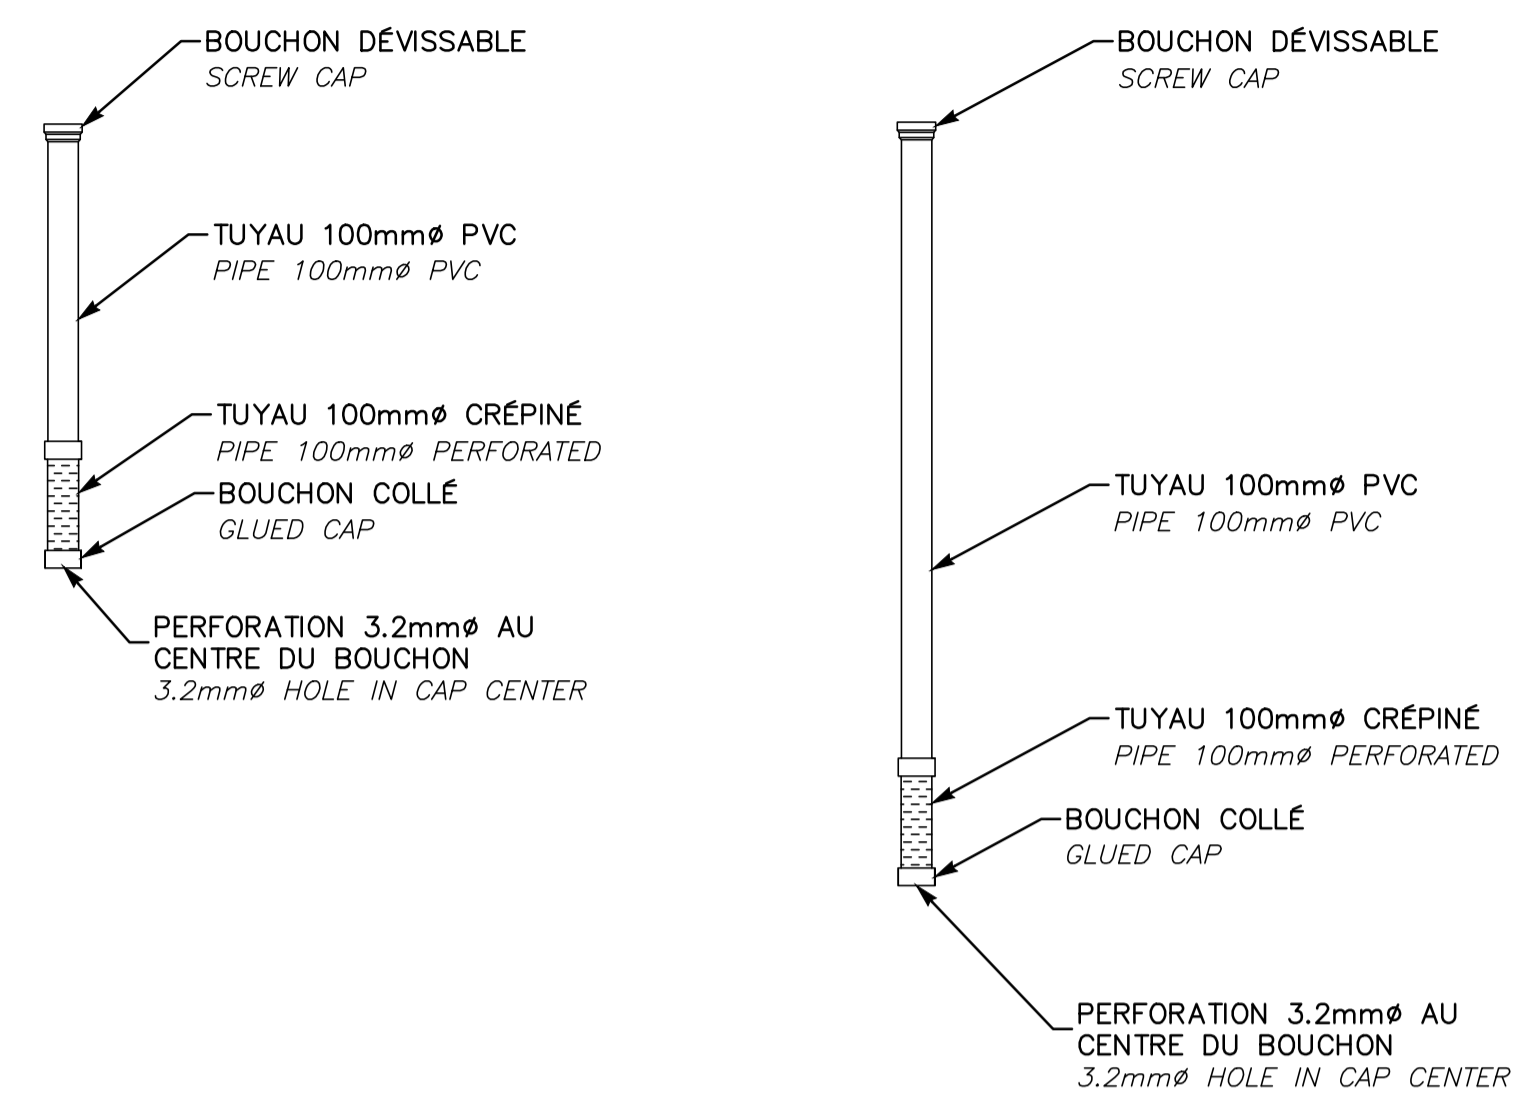 BOUCHON DÉVISSABLE
SCREW CAP
TUYAU 100mmø PVC
PIPE 100mmø PVC
TUYAU 100mmø CRÉPINÉ
PIPE 100mmø PERFORATED
BOUCHON COLLÉ
GLUED CAP
PERFORATION 3.2mmø AU
CENTRE DU BOUCHON
3.2mmø HOLE IN CAP CENTER
BOUCHON DÉVISSABLE
SCREW CAP
TUYAU 100mmø PVC
PIPE 100mmø PVC
TUYAU 100mmø CRÉPINÉ
PIPE 100mmø PERFORATED
BOUCHON COLLÉ
GLUED CAP
PERFORATION 3.2mmø AU
CENTRE DU BOUCHON
3.2mmø HOLE IN CAP CENTER